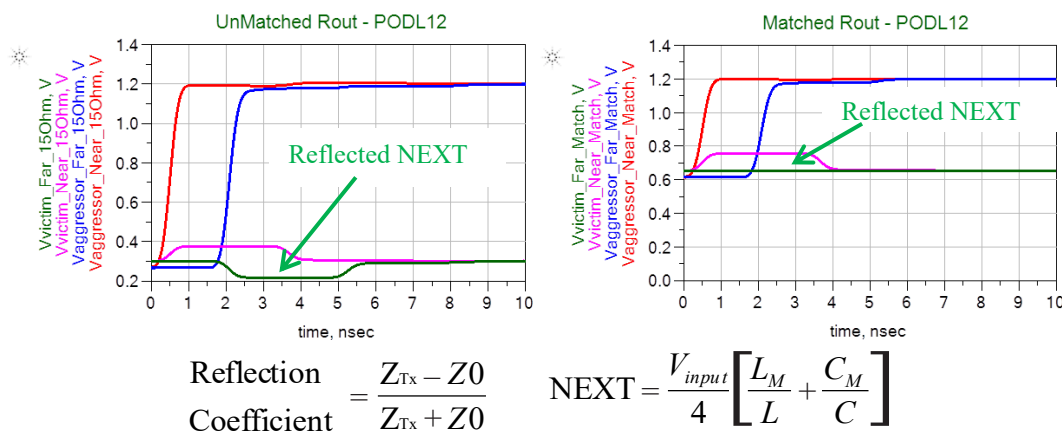 UnMatched Rout - PODL12
Vvictim_Far_15Ohm, V
Vvictim_Near_15Ohm, V
Vaggressor_Far_15Ohm, V
Vaggressor_Near_15Ohm, V
1.4
1.2
1.0
0.8
0.6
0.4
0.2
Reflected NEXT
0 1 2 3 4 5 6 7 8 9 10
time, nsec
Matched Rout - PODL12
Vvictim_Far_Match, V
Vvictim_Near_Match, V
Vaggressor_Far_Match, V
Vaggressor_Near_Match, V
1.4
1.2
1.0
0.8
0.6
0.4
0.2
0.0
Reflected NEXT
0 1 2 3 4 5 6 7 8 9 10
time, nsec
Reflection Coefficient = Z_Tx − Z0 / Z_Tx + Z0
NEXT = V_input / 4 [ L_M / L + C_M / C ]